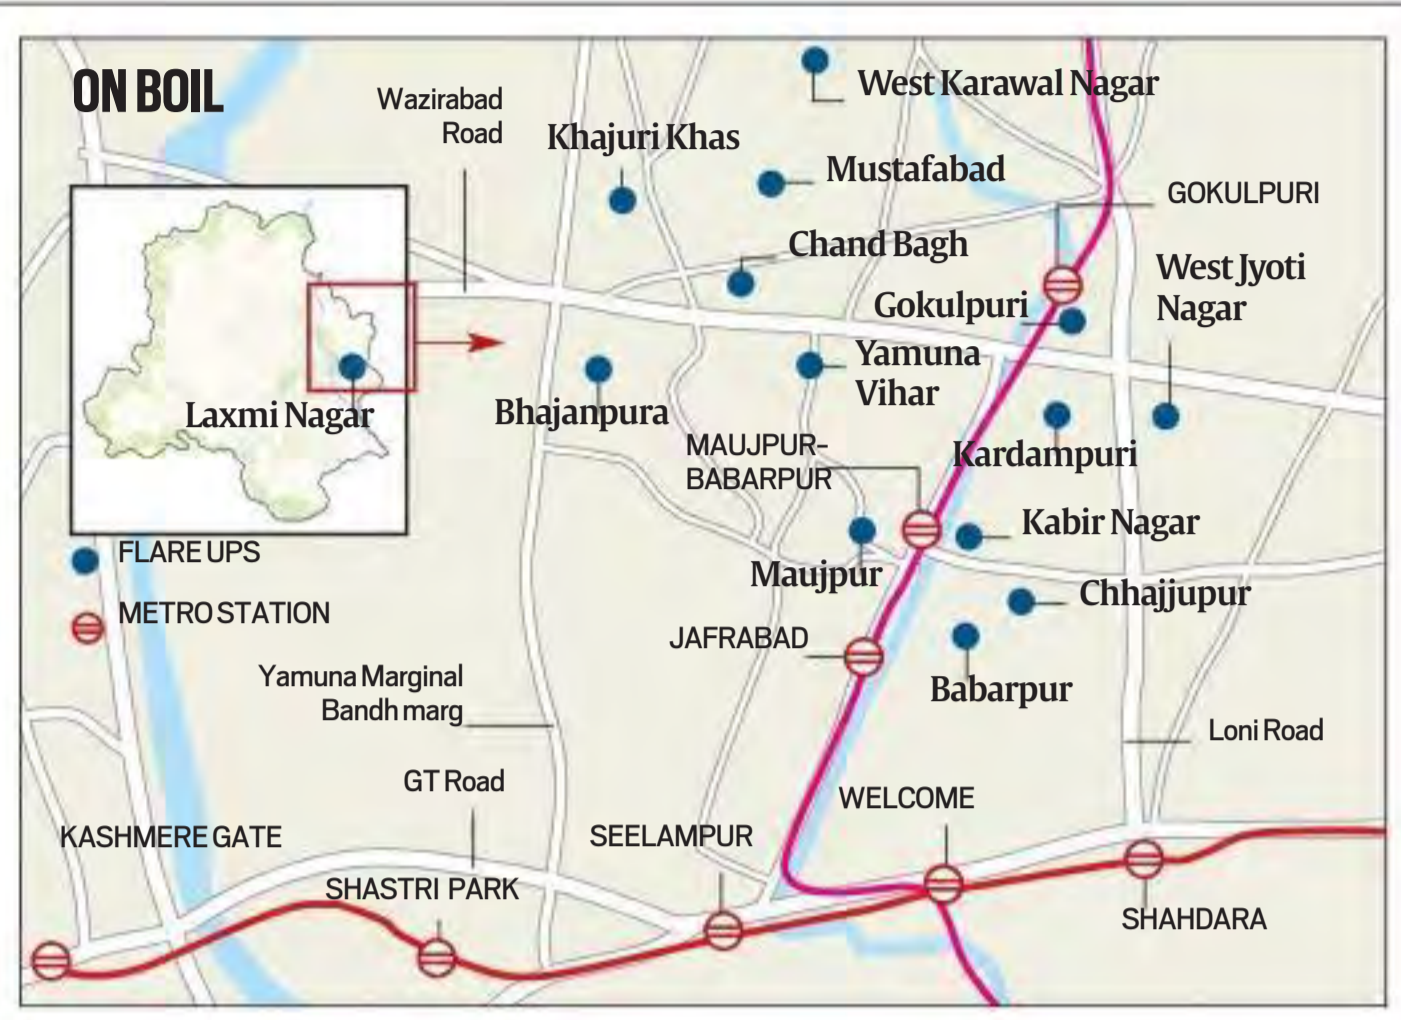 ON BOIL
Wazirabad
Road
Khajuri Khas
West Karawal Nagar
Mustafabad
GOKULPURI
Chand Bagh
West Jyoti
Nagar
Gokulpuri
Yamuna
Vihar
Laxmi Nagar
Bhajanpura
MAUJPUR-
BABARPUR
Kardampuri
Kabir Nagar
FLARE UPS
Maujpur
Chhajjupur
METRO STATION
JAFRABAD
Yamuna Marginal
Bandh marg
Babarpur
Loni Road
GT Road
WELCOME
KASHMERE GATE
SEELAMPUR
SHASTRI PARK
SHAHDARA